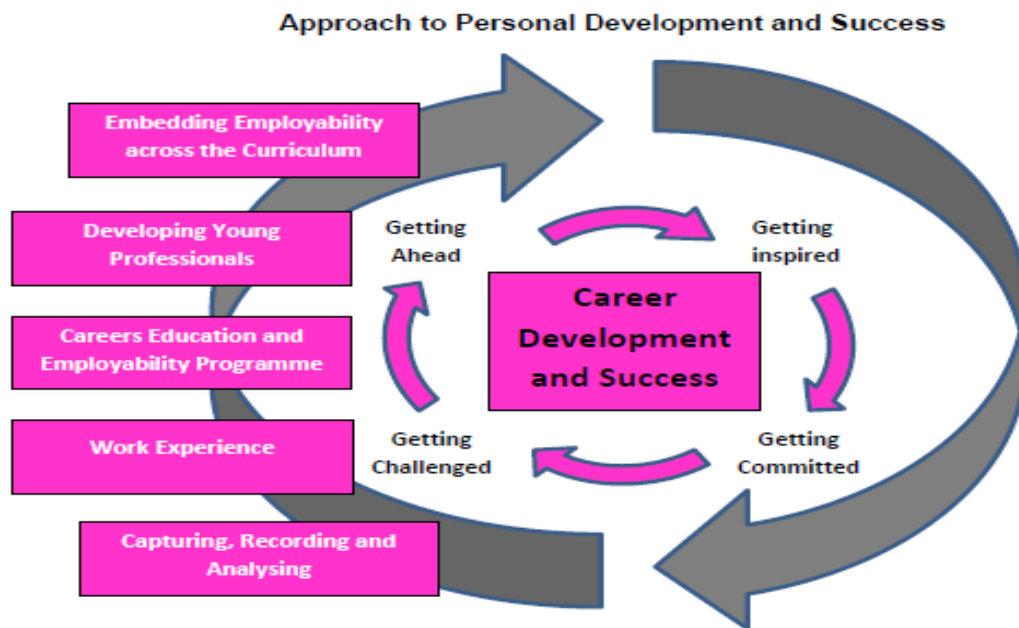 Approach to Personal Development and Success
Embedding Employability
across the Curriculum
Developing Young
Professionals
Careers Education and
Employability Programme
Work Experience
Capturing, Recording and
Analysing
Getting
Ahead
Getting
inspired
Career
Development
and Success
Getting
Challenged
Getting
Committed